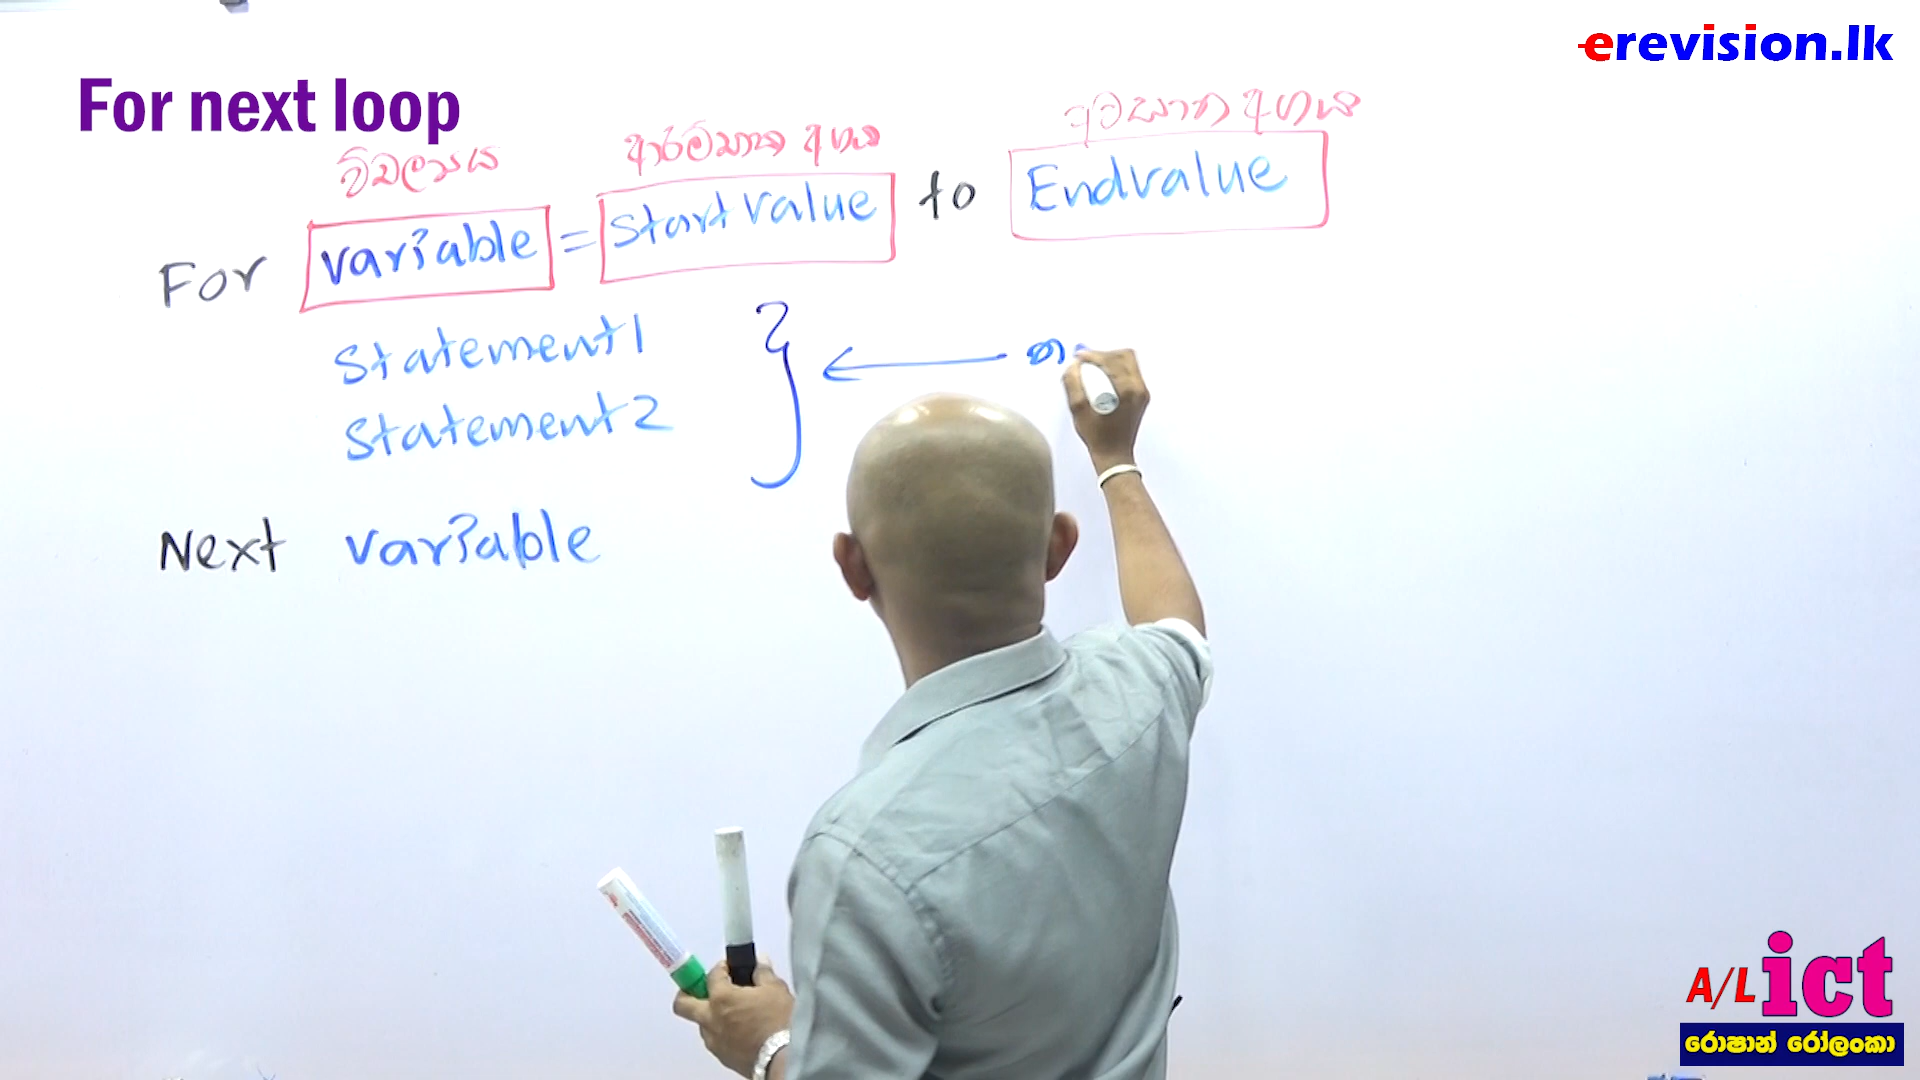 erevision.lk
For next loop
විචල්‍යය ආරම්භක අගය අවසාන අගය
For variable = Start Value to Endvalue
Statement1
Statement2
Next variable
A/L ict
රොෂාන් රෝලංකා